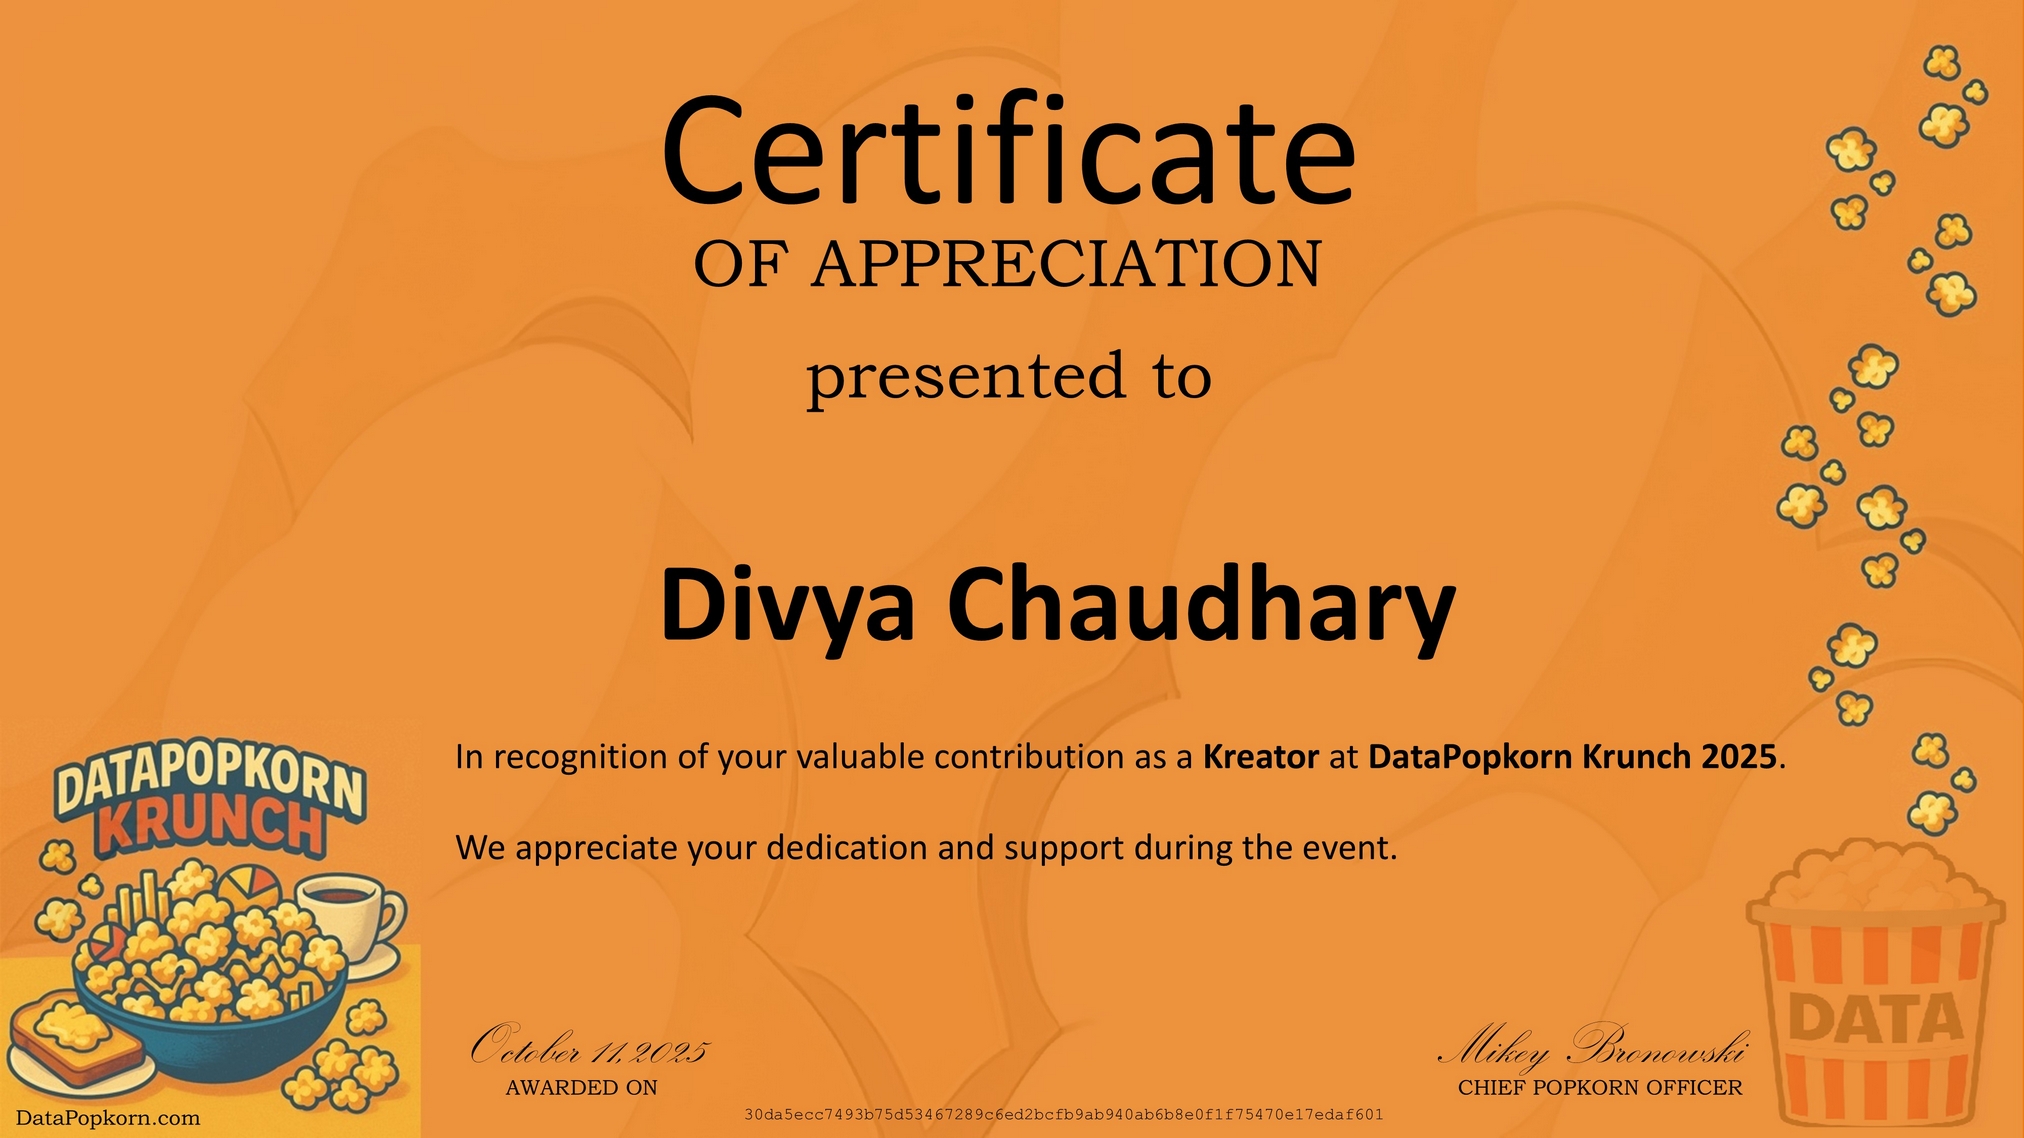 Certificate
OF APPRECIATION
presented to
Divya Chaudhary
In recognition of your valuable contribution as a Kreator at DataPopkorn Krunch 2025.
We appreciate your dedication and support during the event.
DATAPOPKORN
KRUNCH
DATA
October 11, 2025
AWARDED ON
Mikey Bronowski
CHIEF POPKORN OFFICER
30da5ecc7493b75d53467289c6ed2bcfb9ab940ab6b8e0f1f75470e17edaf601
DataPopkorn.com